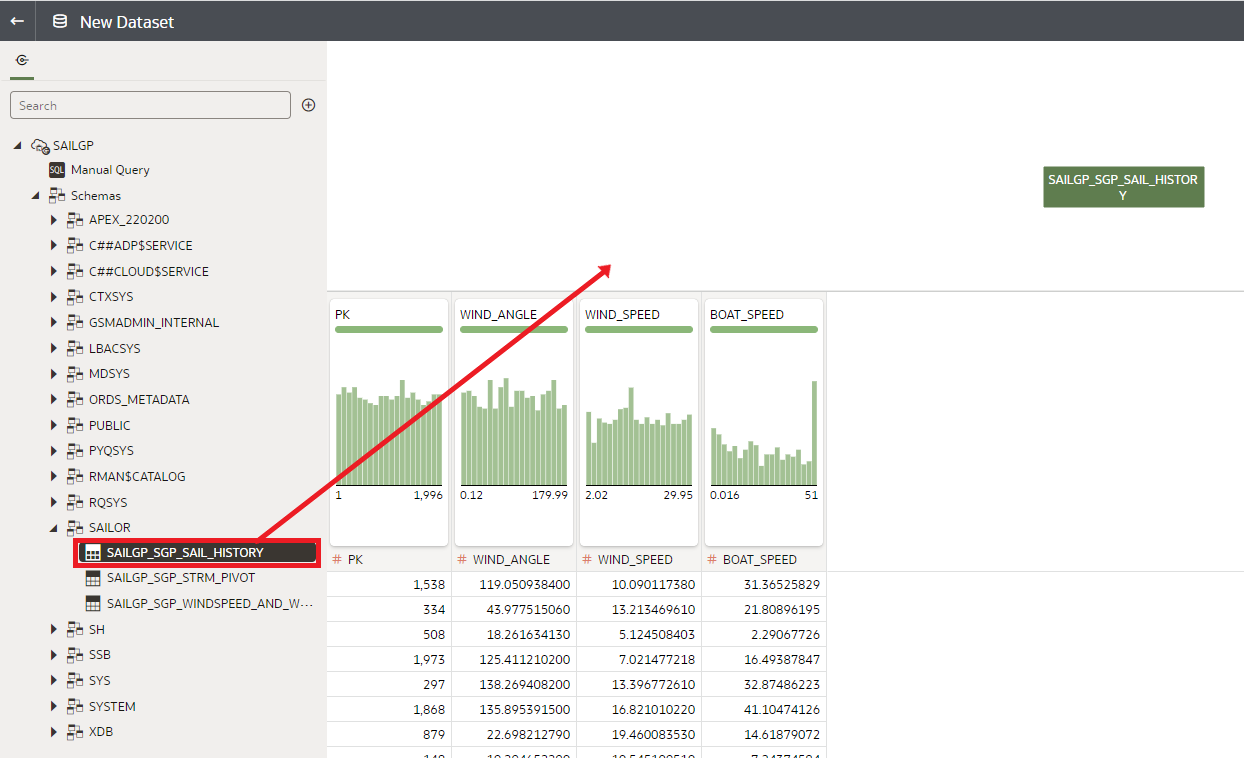 New Dataset
Search
SAILGP
SQL Manual Query
Schemas
APEX_220200
C##ADP$SERVICE
C##CLOUD$SERVICE
CTXSYS
GSMADMIN_INTERNAL
LBACSYS
MDSYS
ORDS_METADATA
PUBLIC
PYQSYS
RMAN$CATALOG
RQSYS
SAILOR
SAILGP_SGP_SAIL_HISTORY
SAILGP_SGP_STRM_PIVOT
SAILGP_SGP_WINDSPEED_AND_W...
SH
SSB
SYS
SYSTEM
XDB
SAILGP_SGP_SAIL_HISTOR
Y
PK WIND_ANGLE WIND_SPEED BOAT_SPEED
1 1,996 0.12 179.99 2.02 29.95 0.016 51
# PK # WIND_ANGLE # WIND_SPEED # BOAT_SPEED
1,538 119.050938400 10.090117380 31.36525829
334 43.977515060 13.213469610 21.80896195
508 18.261634130 5.124508403 2.29067726
1,973 125.411210200 7.021477218 16.49387847
297 138.269408200 13.396772610 32.87486223
1,868 135.895391500 16.821010220 41.10474126
879 22.698212790 19.460083530 14.61879072